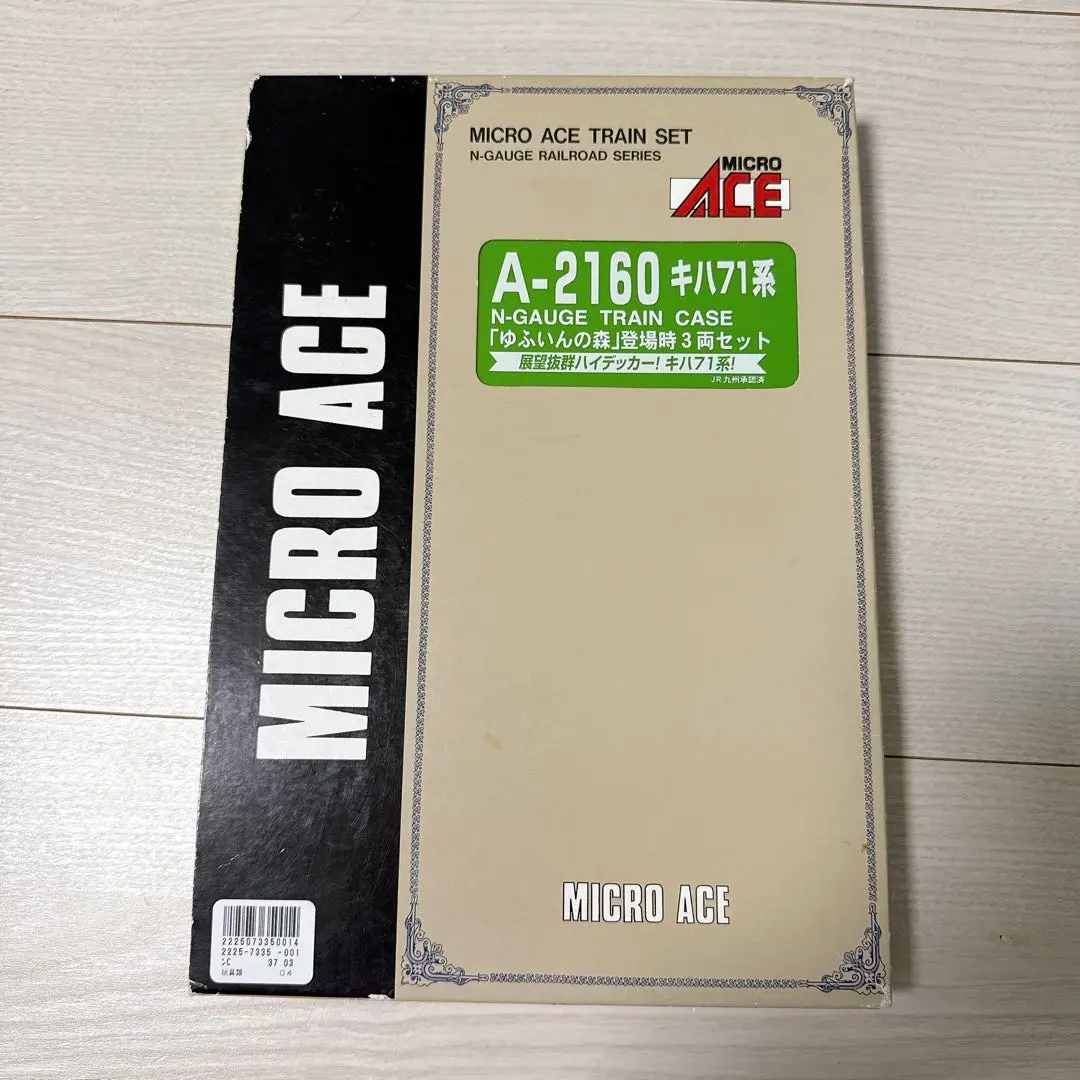 MICRO ACE
MICRO ACE TRAIN SET
N-GAUGE RAILROAD SERIES
MICRO
ACE
A-2160 キハ71系
N-GAUGE TRAIN CASE
「ゆふいんの森」登場時3両セット
展望抜群ハイデッカー!キハ71系!
JR九州承認済
MICRO ACE
2225073350014
2225-7335 -001
ンC 37 03
玩具類 04